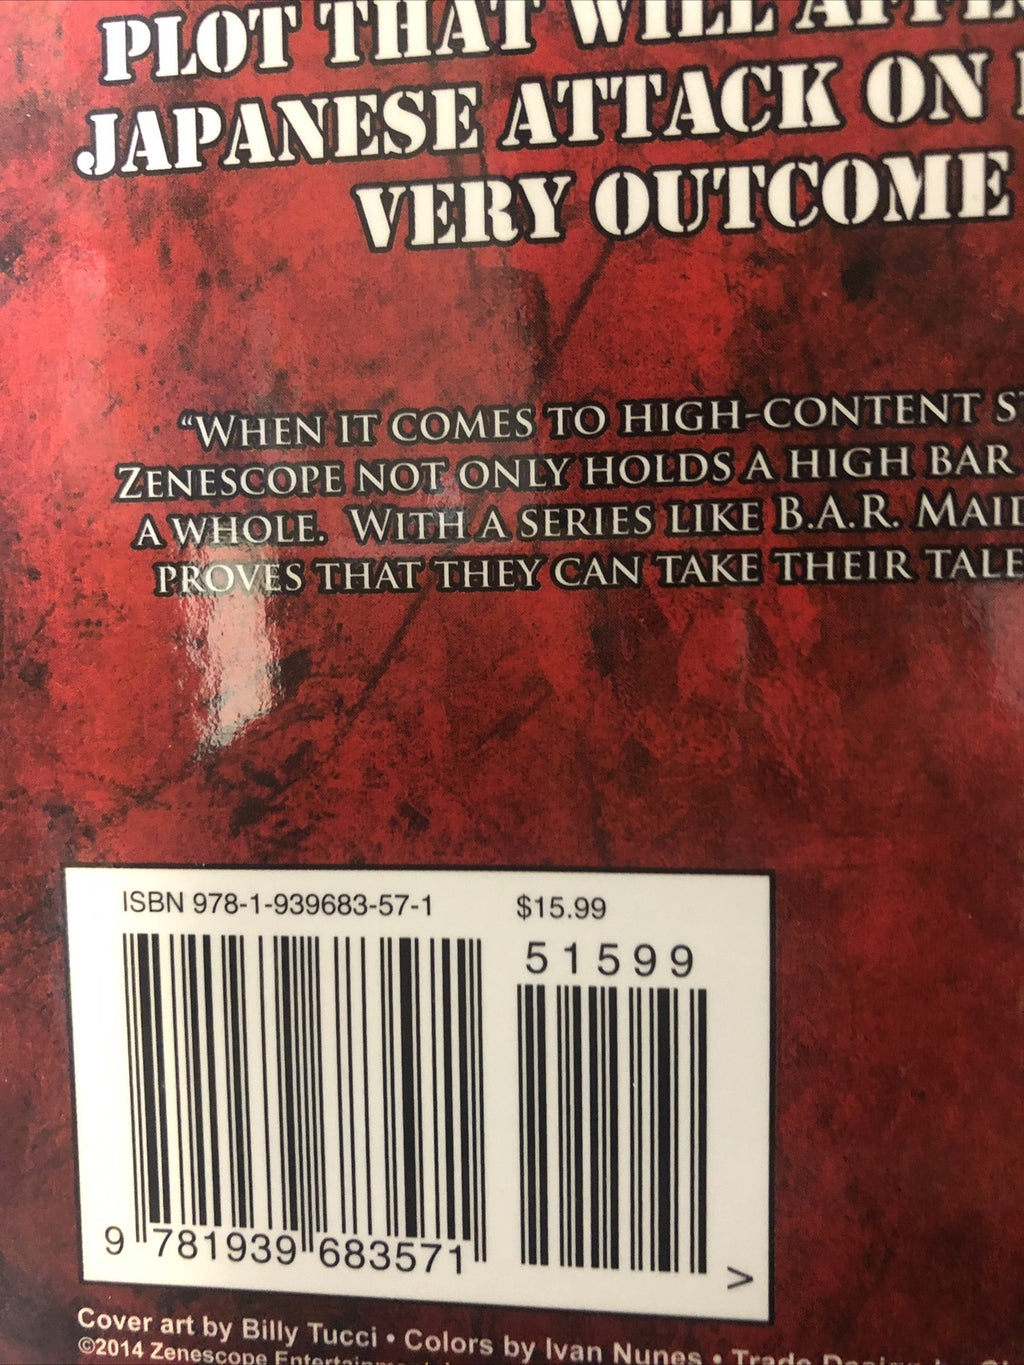 PLOT THAT WILL
JAPANESE ATTACK ON
VERY OUTCOME
“WHEN IT COMES TO HIGH-CONTENT
ZENESCOPE NOT ONLY HOLDS A HIGH BAR
A WHOLE. WITH A SERIES LIKE B.A.R. MAID
PROVES THAT THEY CAN TAKE THEIR TALE
ISBN 978-1-939683-57-1
$15.99
51599
9 781939 683571
>
Cover art by Billy Tucci • Colors by Ivan Nunes • Trade
©2014 Zenescope